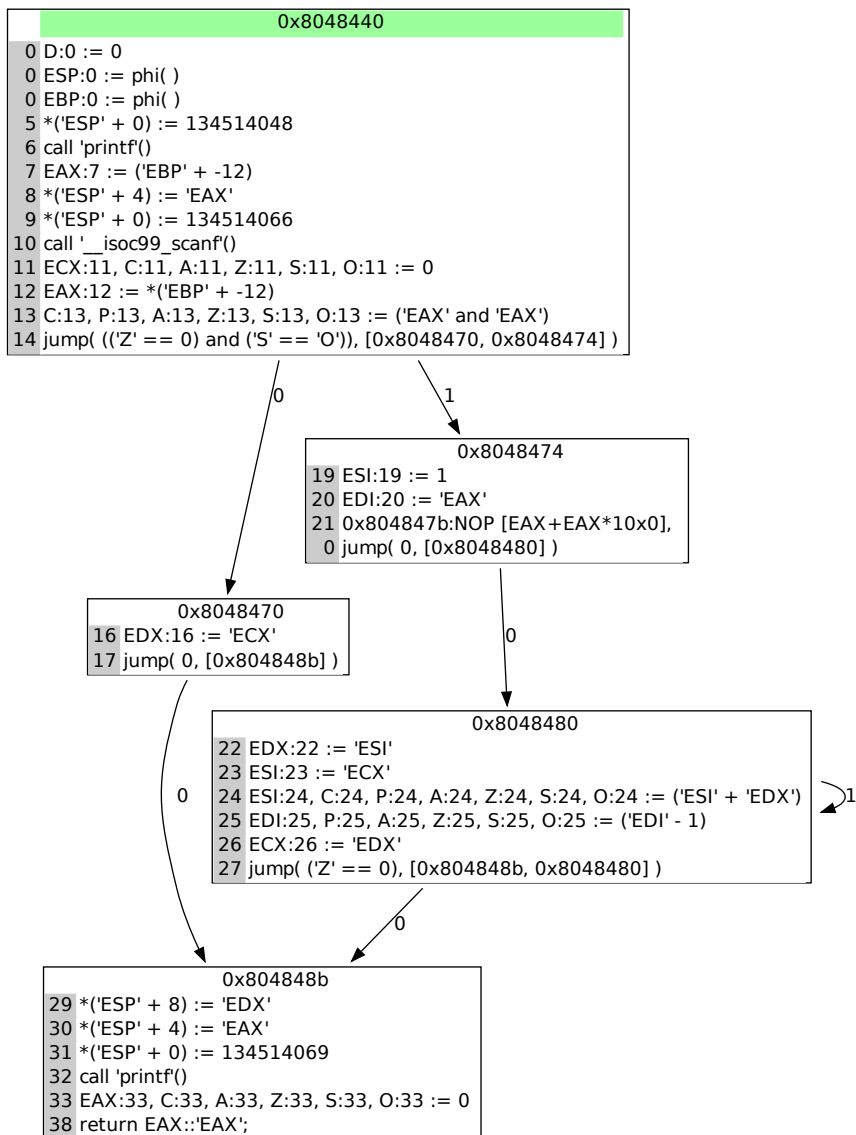 0x8048440
0 D:0 := 0
0 ESP:0 := phi( )
0 EBP:0 := phi( )
5 *('ESP' + 0) := 134514048
6 call 'printf'()
7 EAX:7 := ('EBP' + -12)
8 *('ESP' + 4) := 'EAX'
9 *('ESP' + 0) := 134514066
10 call '__isoc99_scanf'()
11 ECX:11, C:11, A:11, Z:11, S:11, O:11 := 0
12 EAX:12 := *('EBP' + -12)
13 C:13, P:13, A:13, Z:13, S:13, O:13 := ('EAX' and 'EAX')
14 jump( (('Z' == 0) and ('S' == 'O')), [0x8048470, 0x8048474] )
0
1
0x8048474
19 ESI:19 := 1
20 EDI:20 := 'EAX'
21 0x804847b:NOP [EAX+EAX*10x0],
0 jump( 0, [0x8048480] )
0x8048470
16 EDX:16 := 'ECX'
17 jump( 0, [0x804848b] )
0
0x8048480
22 EDX:22 := 'ESI'
23 ESI:23 := 'ECX'
24 ESI:24, C:24, P:24, A:24, Z:24, S:24, O:24 := ('ESI' + 'EDX')
25 EDI:25, P:25, A:25, Z:25, S:25, O:25 := ('EDI' - 1)
26 ECX:26 := 'EDX'
27 jump( ('Z' == 0), [0x804848b, 0x8048480] )
0
1
0
0x804848b
29 *('ESP' + 8) := 'EDX'
30 *('ESP' + 4) := 'EAX'
31 *('ESP' + 0) := 134514069
32 call 'printf'()
33 EAX:33, C:33, A:33, Z:33, S:33, O:33 := 0
38 return EAX::'EAX';